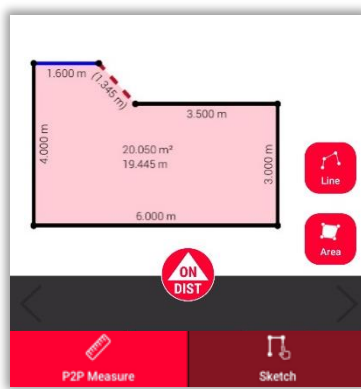 1.600 m
(1.345 m)
3.500 m
4.000 m
20.050 m²
19.445 m
3.000 m
6.000 m
Line
Area
ON
DIST
P2P Measure
Sketch